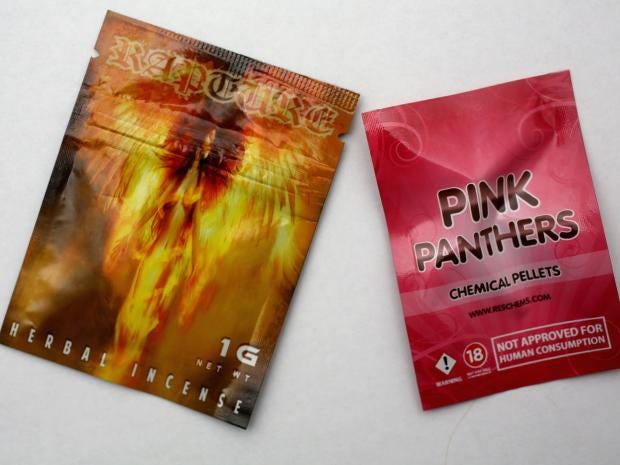 RAPTURE
1G
NET WT
HERBAL INCENSE
PINK
PANTHERS
CHEMICAL PELLETS
WWW.RESCHEMS.COM
WARNING
18
NOT APPROVED FOR
HUMAN CONSUMPTION